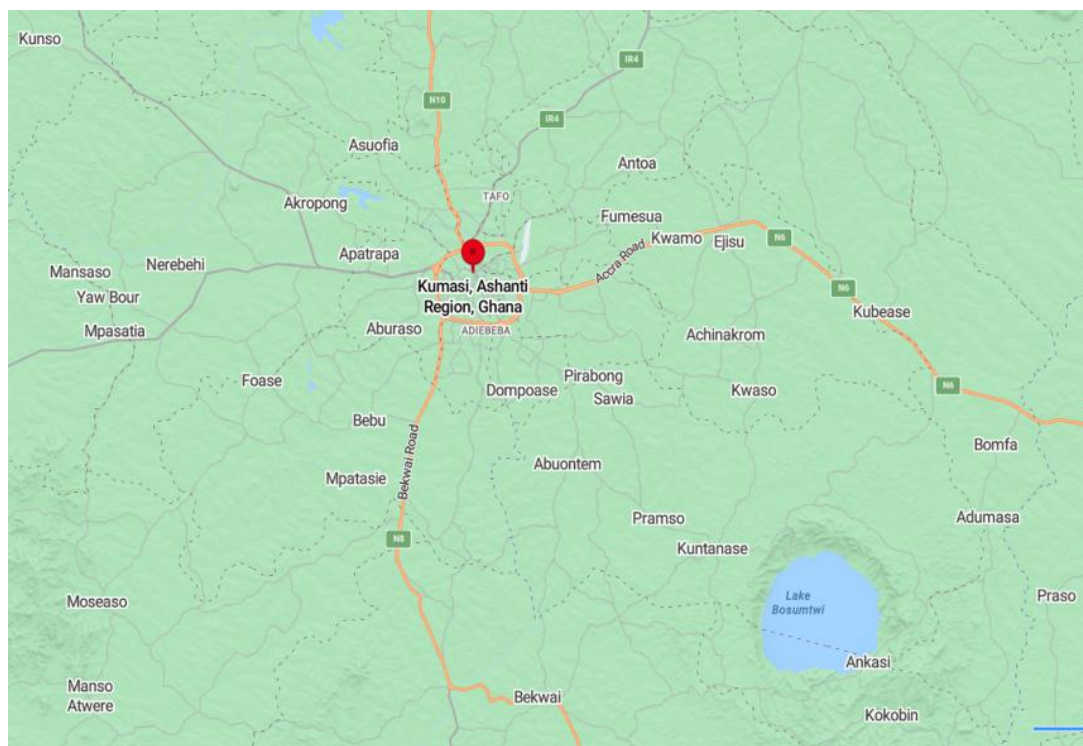 Kunso
IR4
N10
IR4
Asuofia
Antoa
TAFO
Akropong
Fumesua
Kwamo
Ejisu
N6
Apatrapa
Accra Road
Nerebehi
Mansaso
Kumasi, Ashanti
Region, Ghana
N6
Yaw Bour
Kubease
Mpasatia
Aburaso
ADIEBEBA
Achinakrom
Foase
Pirabong
N6
Dompoase
Kwaso
Sawia
Bebu
Bekwai Road
Bomfa
Abuontem
Mpatasie
Pramso
Adumasa
N8
Kuntanase
Lake
Bosumtwi
Praso
Moseaso
Ankasi
Manso
Atwere
Bekwai
Kokobin